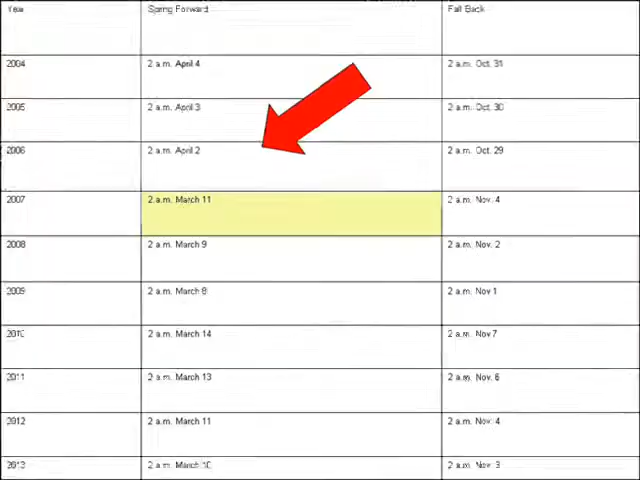 Year Spring Forward Fall Back
2004 2 a.m. April 4 2 a.m. Oct. 31
2005 2 a.m. April 3 2 a.m. Oct. 30
2006 2 a.m. April 2 2 a.m. Oct. 29
2007 2 a.m. March 11 2 a.m. Nov. 4
2008 2 a.m. March 9 2 a.m. Nov. 2
2009 2 a.m. March 8 2 a.m. Nov 1
2010 2 a.m. March 14 2 a.m. Nov 7
2011 2 a.m. March 13 2 a.m. Nov. 6
2012 2 a.m. March 11 2 a.m. Nov. 4
2013 2 a.m. March 10 2 a.m. Nov. 3